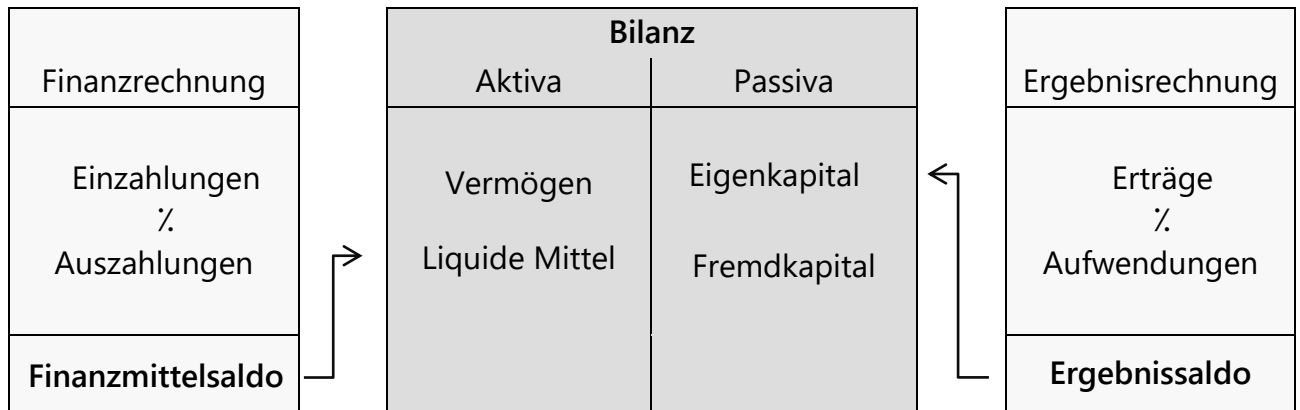 Finanzrechnung
Einzahlungen
⁒
Auszahlungen
Finanzmittelsaldo
Bilanz
Aktiva
Passiva
Vermögen
Liquide Mittel
Eigenkapital
Fremdkapital
Ergebnisrechnung
Erträge
⁒
Aufwendungen
Ergebnissaldo